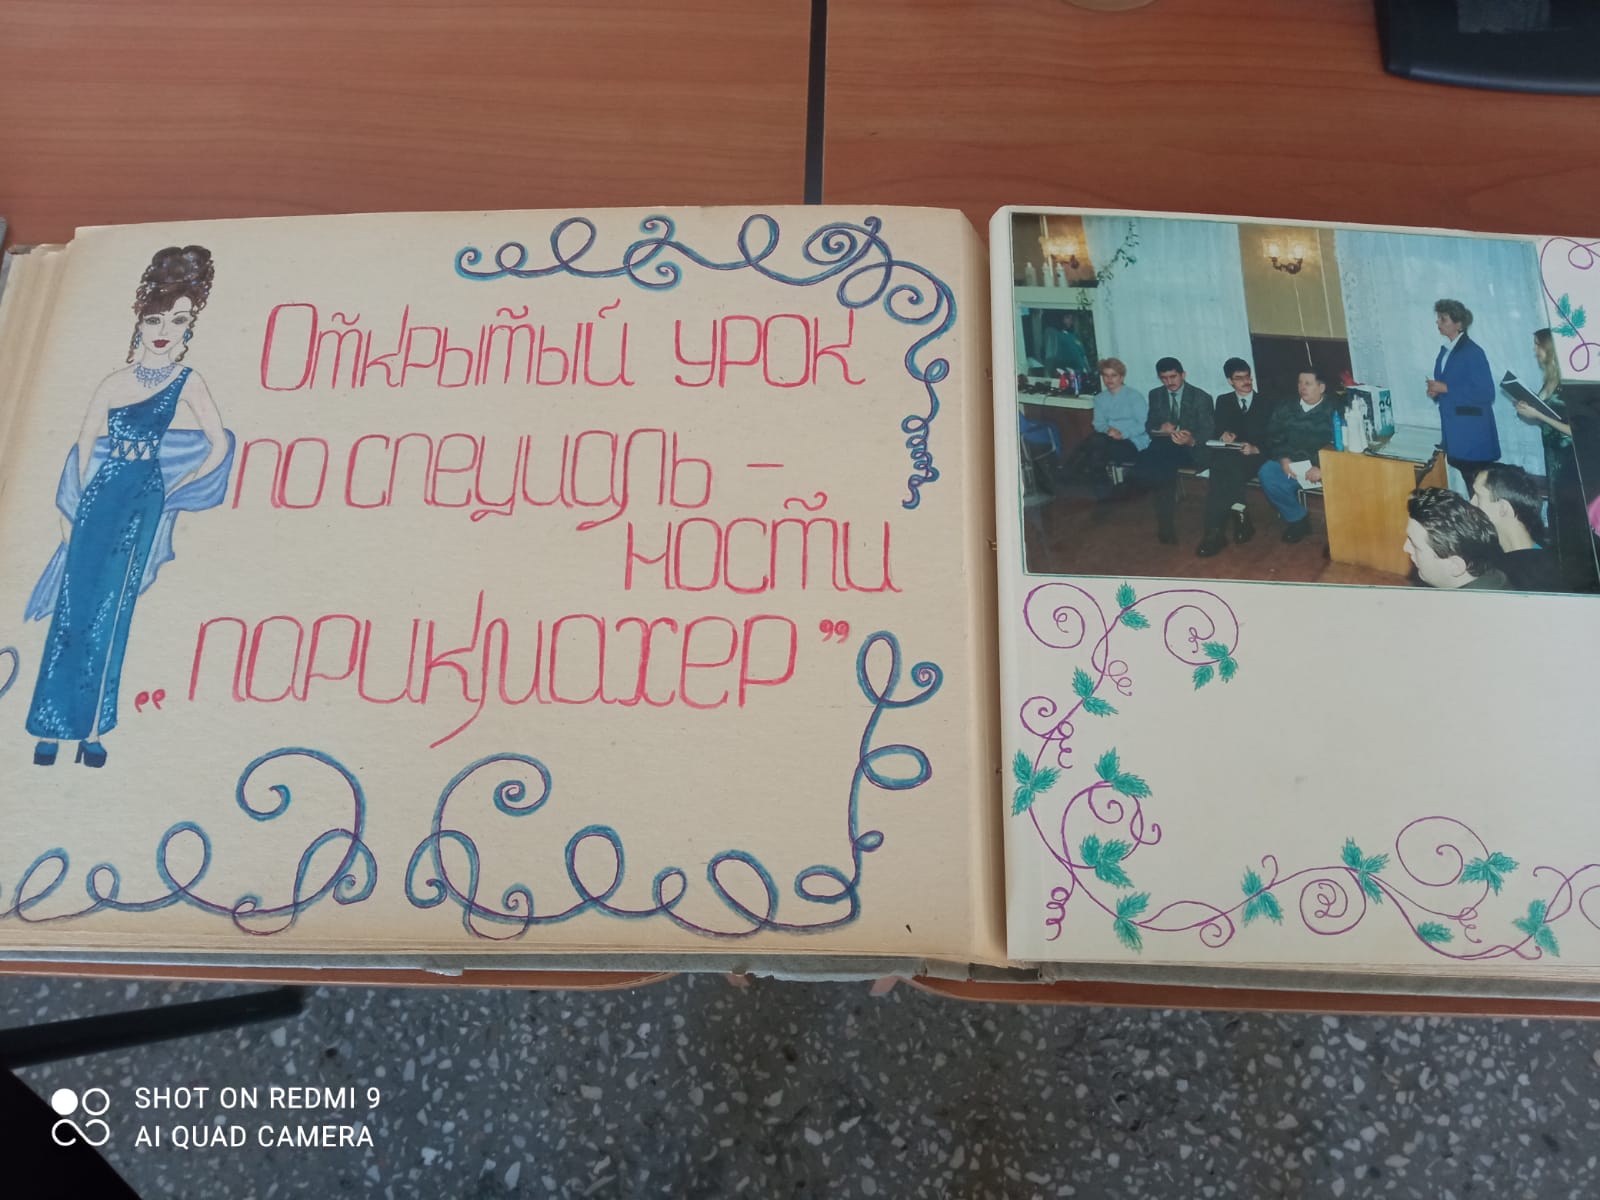 Открытый урок
по специаль -
ности
„парикмахер”
SHOT ON REDMI 9
AI QUAD CAMERA